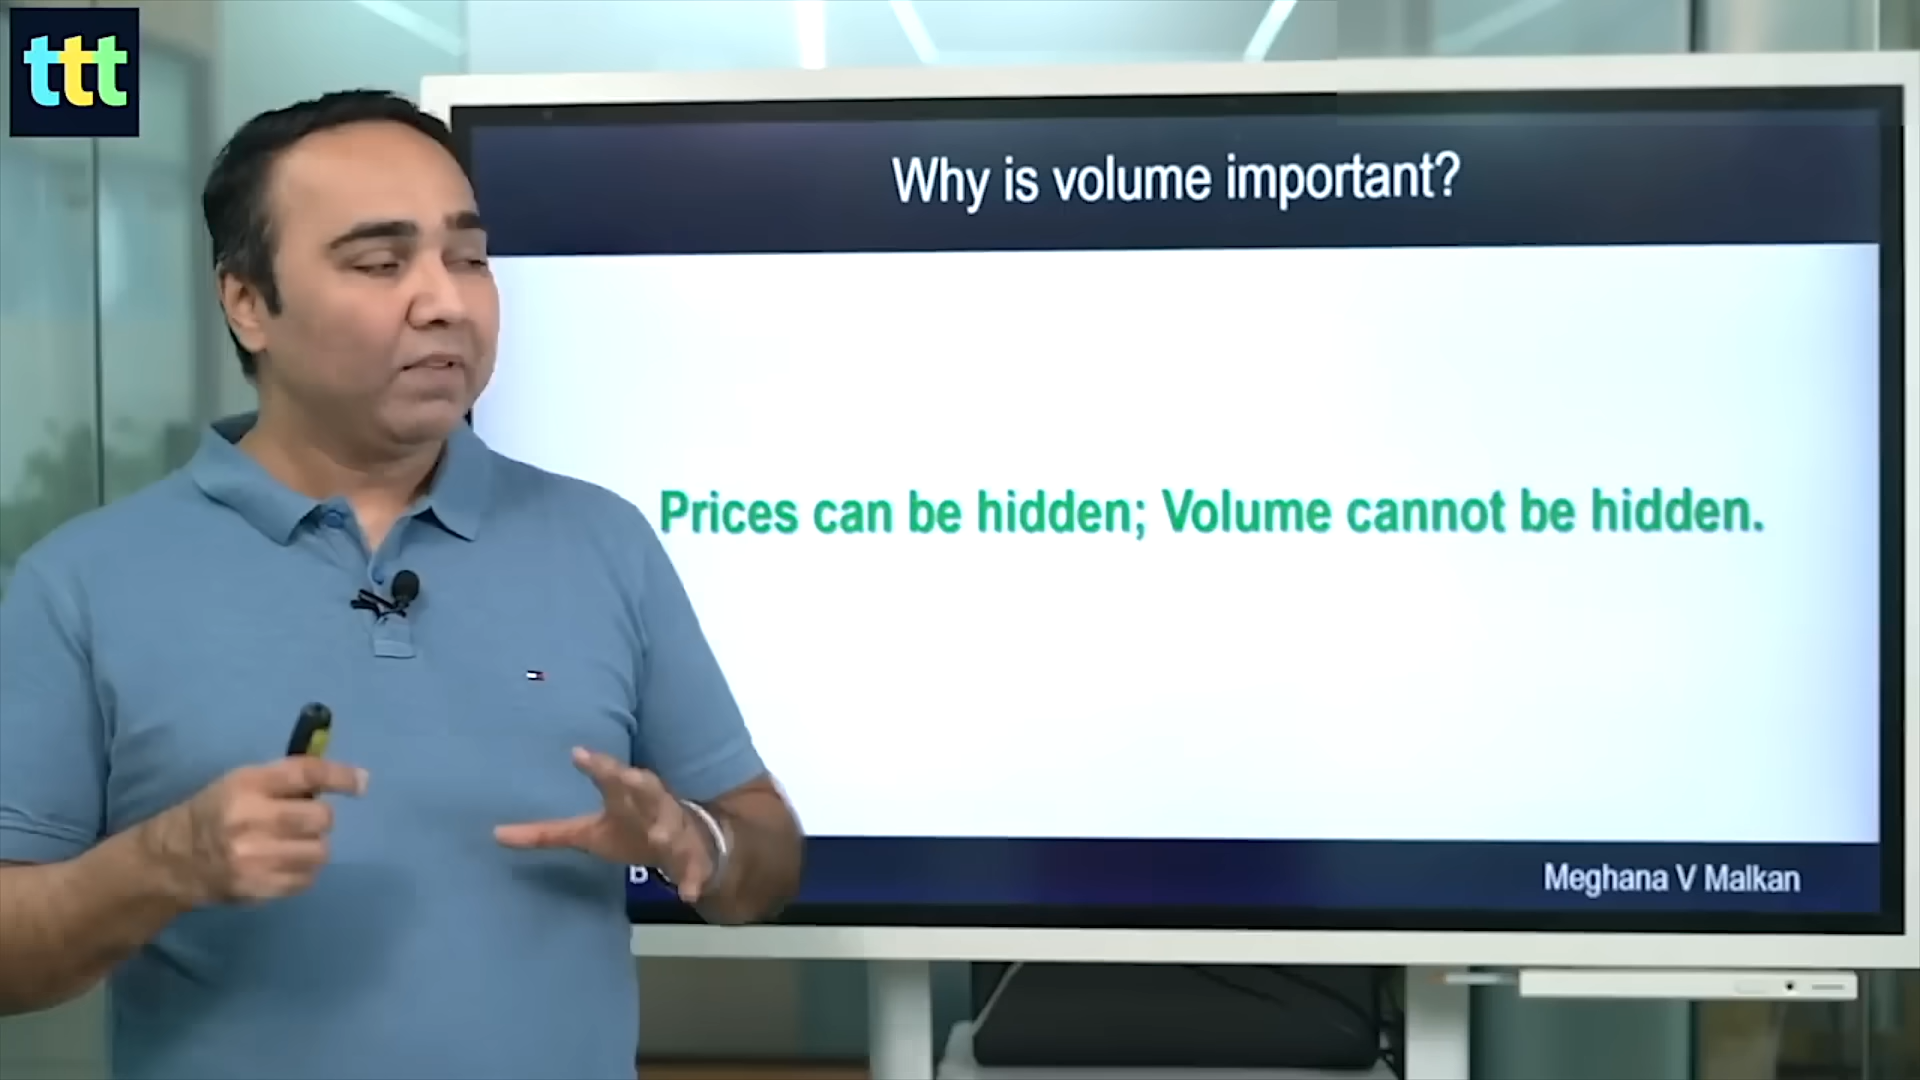 ttt
Why is volume important?
Prices can be hidden; Volume cannot be hidden.
B
Meghana V Malkan